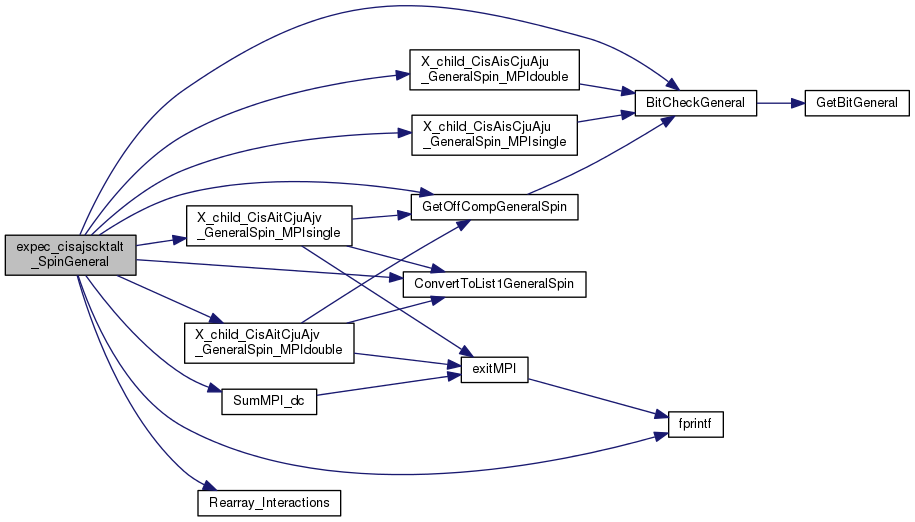 X_child_CisAisCjuAju
_GeneralSpin_MPIdouble
BitCheckGeneral
GetBitGeneral
X_child_CisAisCjuAju
_GeneralSpin_MPIsingle
GetOffCompGeneralSpin
X_child_CisAitCjuAjv
_GeneralSpin_MPIsingle
expec_cisajscktalt
_SpinGeneral
ConvertToList1GeneralSpin
X_child_CisAitCjuAjv
_GeneralSpin_MPIdouble
exitMPI
SumMPI_dc
fprintf
Rearray_Interactions